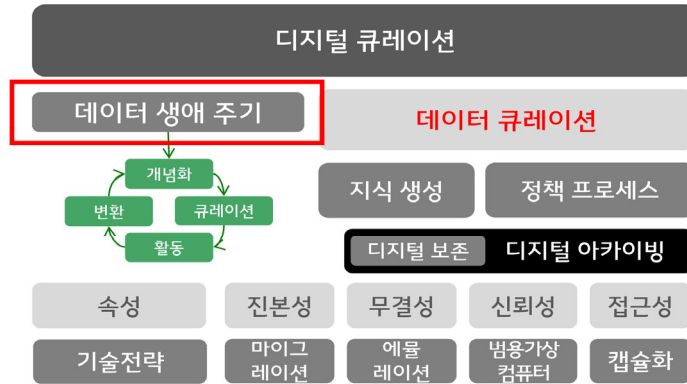 디지털 큐레이션
데이터 생애 주기
데이터 큐레이션
개념화
변환
큐레이션
활동
지식 생성
정책 프로세스
디지털 보존
디지털 아카이빙
속성
진본성
무결성
신뢰성
접근성
기술전략
마이그
레이션
에뮬
레이션
범용가상
컴퓨터
캡슐화